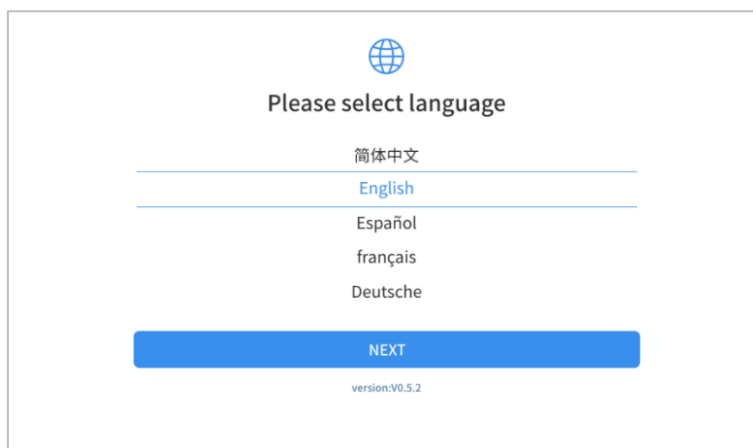 Please select language
简体中文
English
Español
français
Deutsche
NEXT
version:V0.5.2